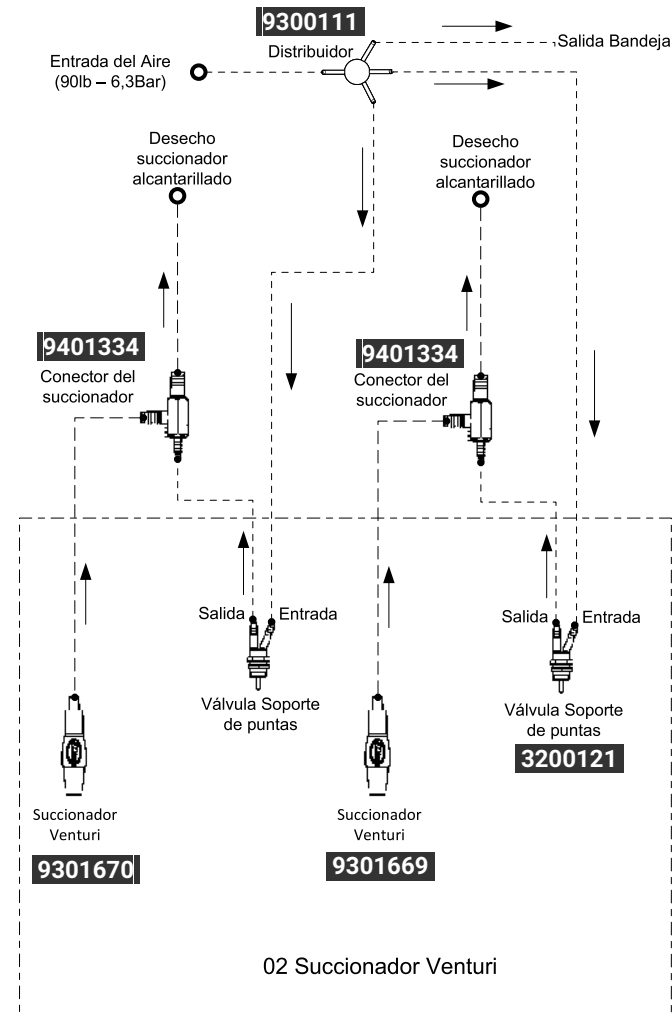 9300111
Distribuidor
Salida Bandeja
Entrada del Aire
(90lb – 6,3Bar)
Desecho
succionador
alcantarillado
Desecho
succionador
alcantarillado
9401334
Conector del
succionador
9401334
Conector del
succionador
Salida
Entrada
Salida
Entrada
Válvula Soporte
de puntas
Válvula Soporte
de puntas
3200121
Succionador
Venturi
9301670
Succionador
Venturi
9301669
02 Succionador Venturi